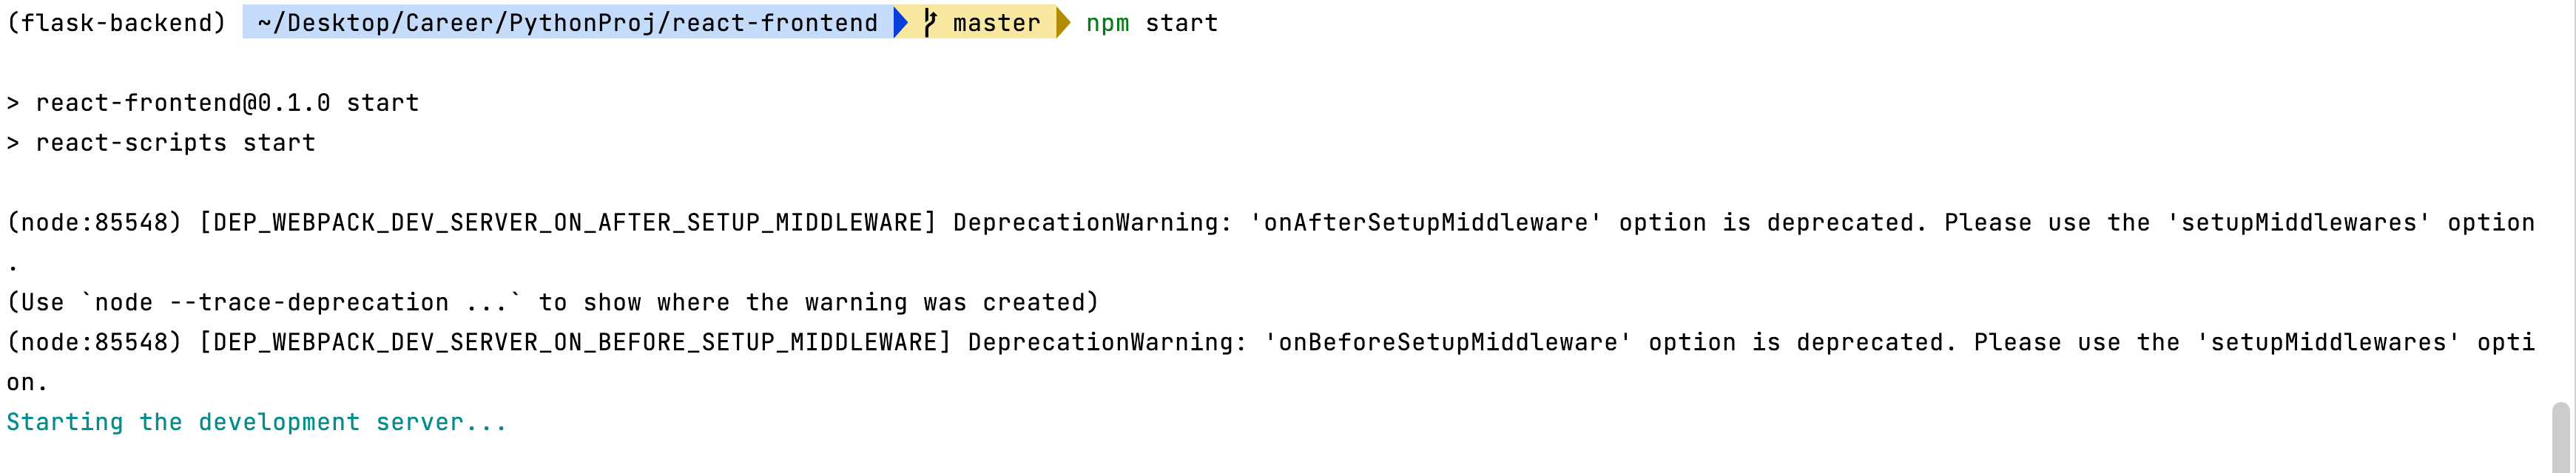 (flask-backend) ~/Desktop/Career/PythonProj/react-frontend master npm start
> react-frontend@0.1.0 start
> react-scripts start
(node:85548) [DEP_WEBPACK_DEV_SERVER_ON_AFTER_SETUP_MIDDLEWARE] DeprecationWarning: 'onAfterSetupMiddleware' option is deprecated. Please use the 'setupMiddlewares' option
.
(Use `node --trace-deprecation ...` to show where the warning was created)
(node:85548) [DEP_WEBPACK_DEV_SERVER_ON_BEFORE_SETUP_MIDDLEWARE] DeprecationWarning: 'onBeforeSetupMiddleware' option is deprecated. Please use the 'setupMiddlewares' opti
on.
Starting the development server...